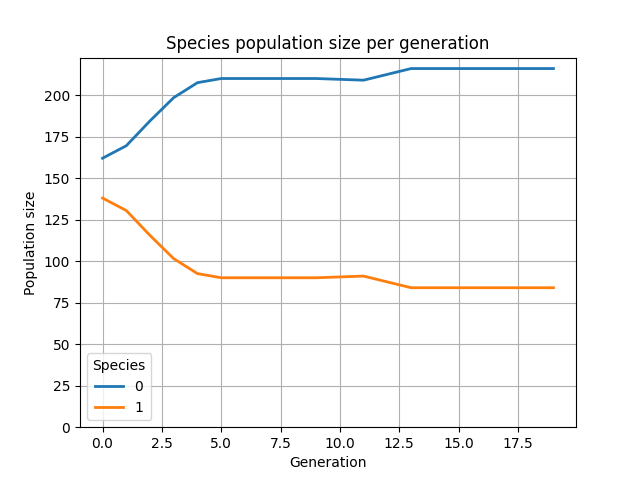 Species population size per generation
Population size
200
175
150
125
100
75
50
25
0
Species
0
1
0.0 2.5 5.0 7.5 10.0 12.5 15.0 17.5
Generation